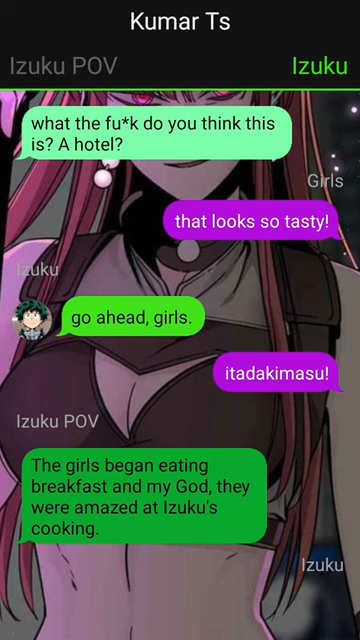 Kumar Ts
Izuku POV
Izuku
what the fu*k do you think this
is? A hotel?
Girls
that looks so tasty!
Izuku
go ahead, girls.
itadakimasu!
Izuku POV
The girls began eating
breakfast and my God, they
were amazed at Izuku's
cooking.
Izuku